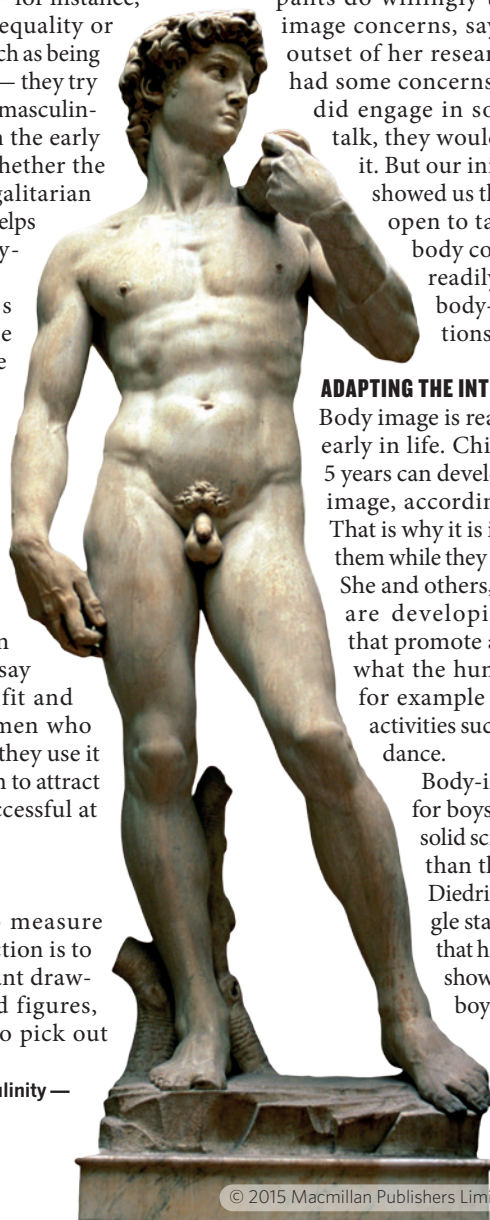 for instance,
equality or
ch as being
— they try
masculin-
n the early
hether the
galitarian
elps
y-
s
e
e
n
say
fit and
men who
they use it
n to attract
ccessful at
measure
ction is to
ant draw-
d figures,
o pick out
linity —
pants do willingly
image concerns, say
outset of her resear
had some concerns
did engage in so
talk, they would
it. But our in
showed us th
open to ta
body co
readily
body-
tions
ADAPTING THE INT
Body image is rea
early in life. Chi
5 years can develo
image, accordin
That is why it is i
them while they
She and others,
are developi
that promote a
what the hum
for example
activities suc
dance.
Body-i
for boys
solid sci
than th
Diedri
gle sta
that h
show
boy
© 2015 Macmillan Publishers Limi